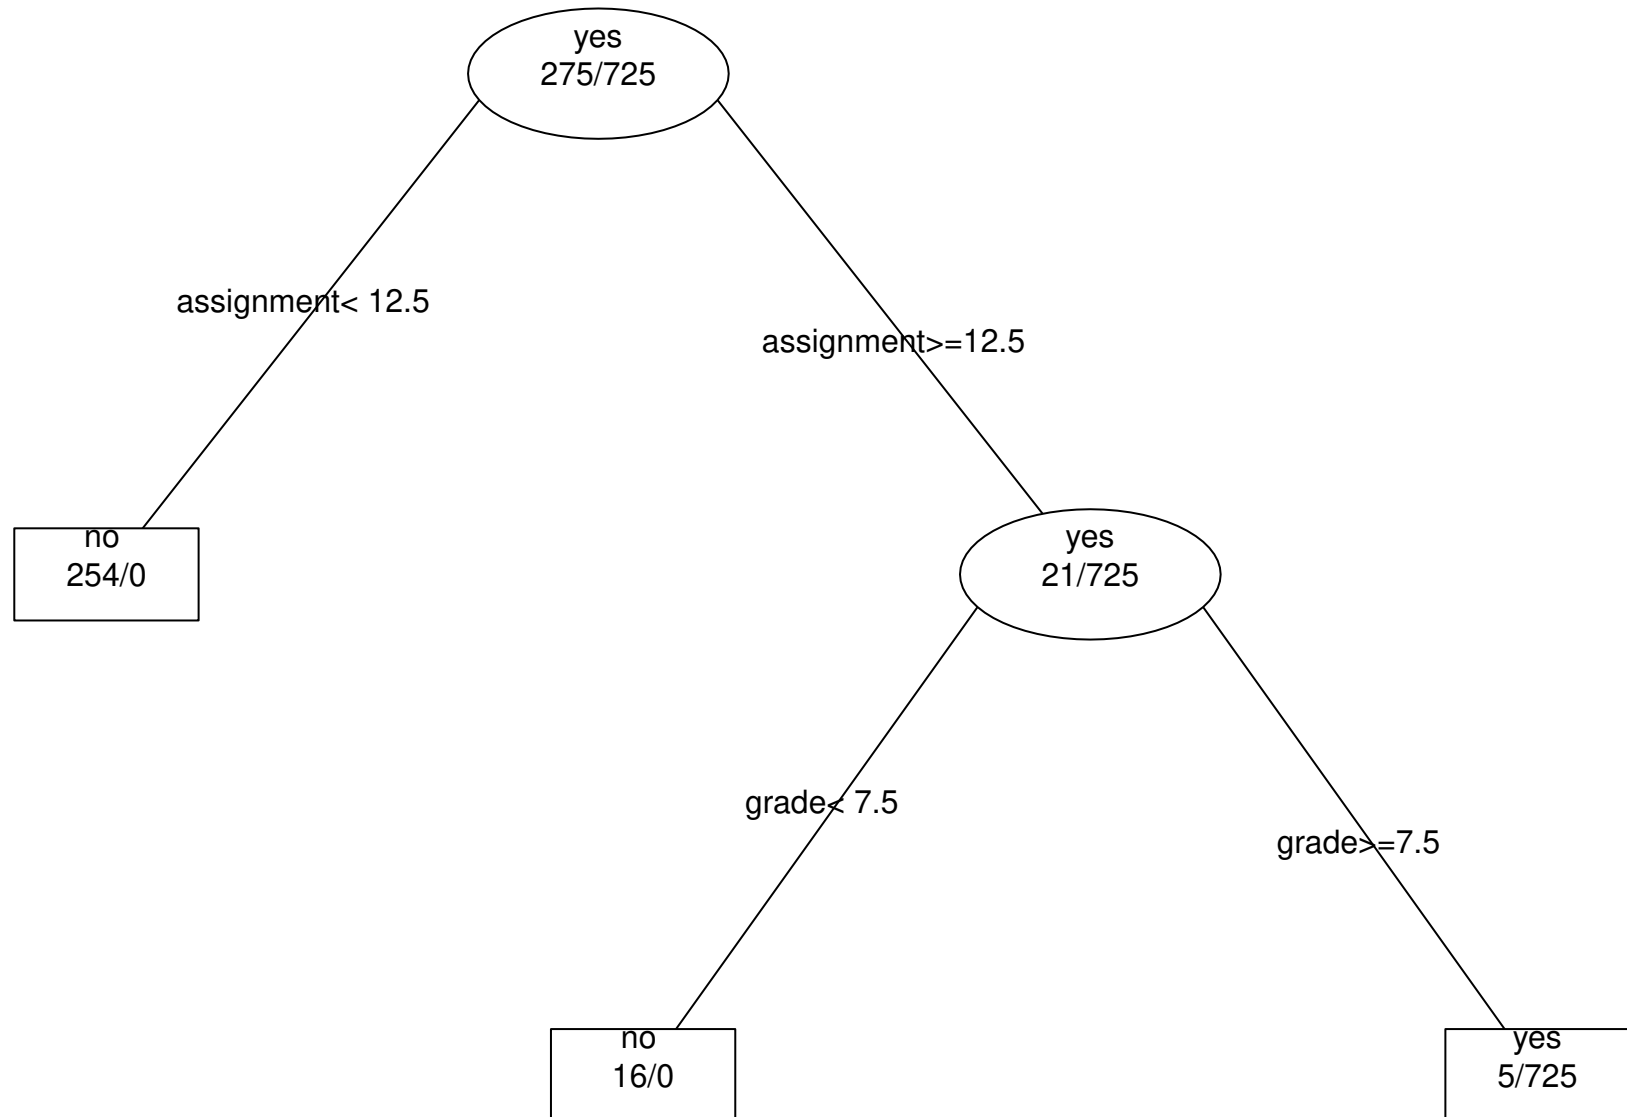 yes
275/725
assignment< 12.5
assignment>=12.5
no
254/0
yes
21/725
grade< 7.5
grade>=7.5
no
16/0
yes
5/725